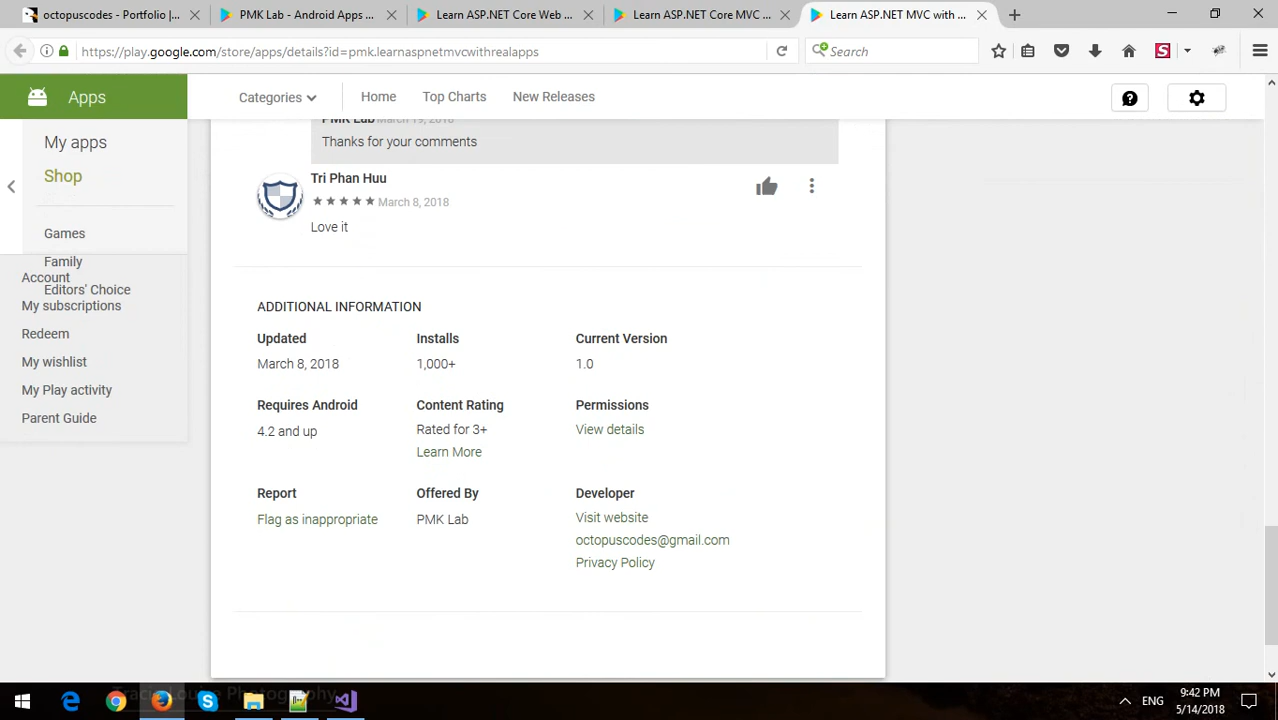 octopuscodes - Portfolio |...
PMK Lab - Android Apps ...
Learn ASP.NET Core Web ...
Learn ASP.NET Core MVC ...
Learn ASP.NET MVC with ...
https://play.google.com/store/apps/details?id=pmk.learnaspnetmvcwithrealapps
Search
Apps
Categories
Home
Top Charts
New Releases
My apps
Shop
Games
Family
Account
Editors' Choice
My subscriptions
Redeem
My wishlist
My Play activity
Parent Guide
PMK Lab March 19, 2018
Thanks for your comments
Tri Phan Huu
March 8, 2018
Love it
ADDITIONAL INFORMATION
Updated
March 8, 2018
Installs
1,000+
Current Version
1.0
Requires Android
4.2 and up
Content Rating
Rated for 3+
Learn More
Permissions
View details
Report
Flag as inappropriate
Offered By
PMK Lab
Developer
Visit website
octopuscodes@gmail.com
Privacy Policy
Tracie Louise Photography
ENG
9:42 PM
5/14/2018